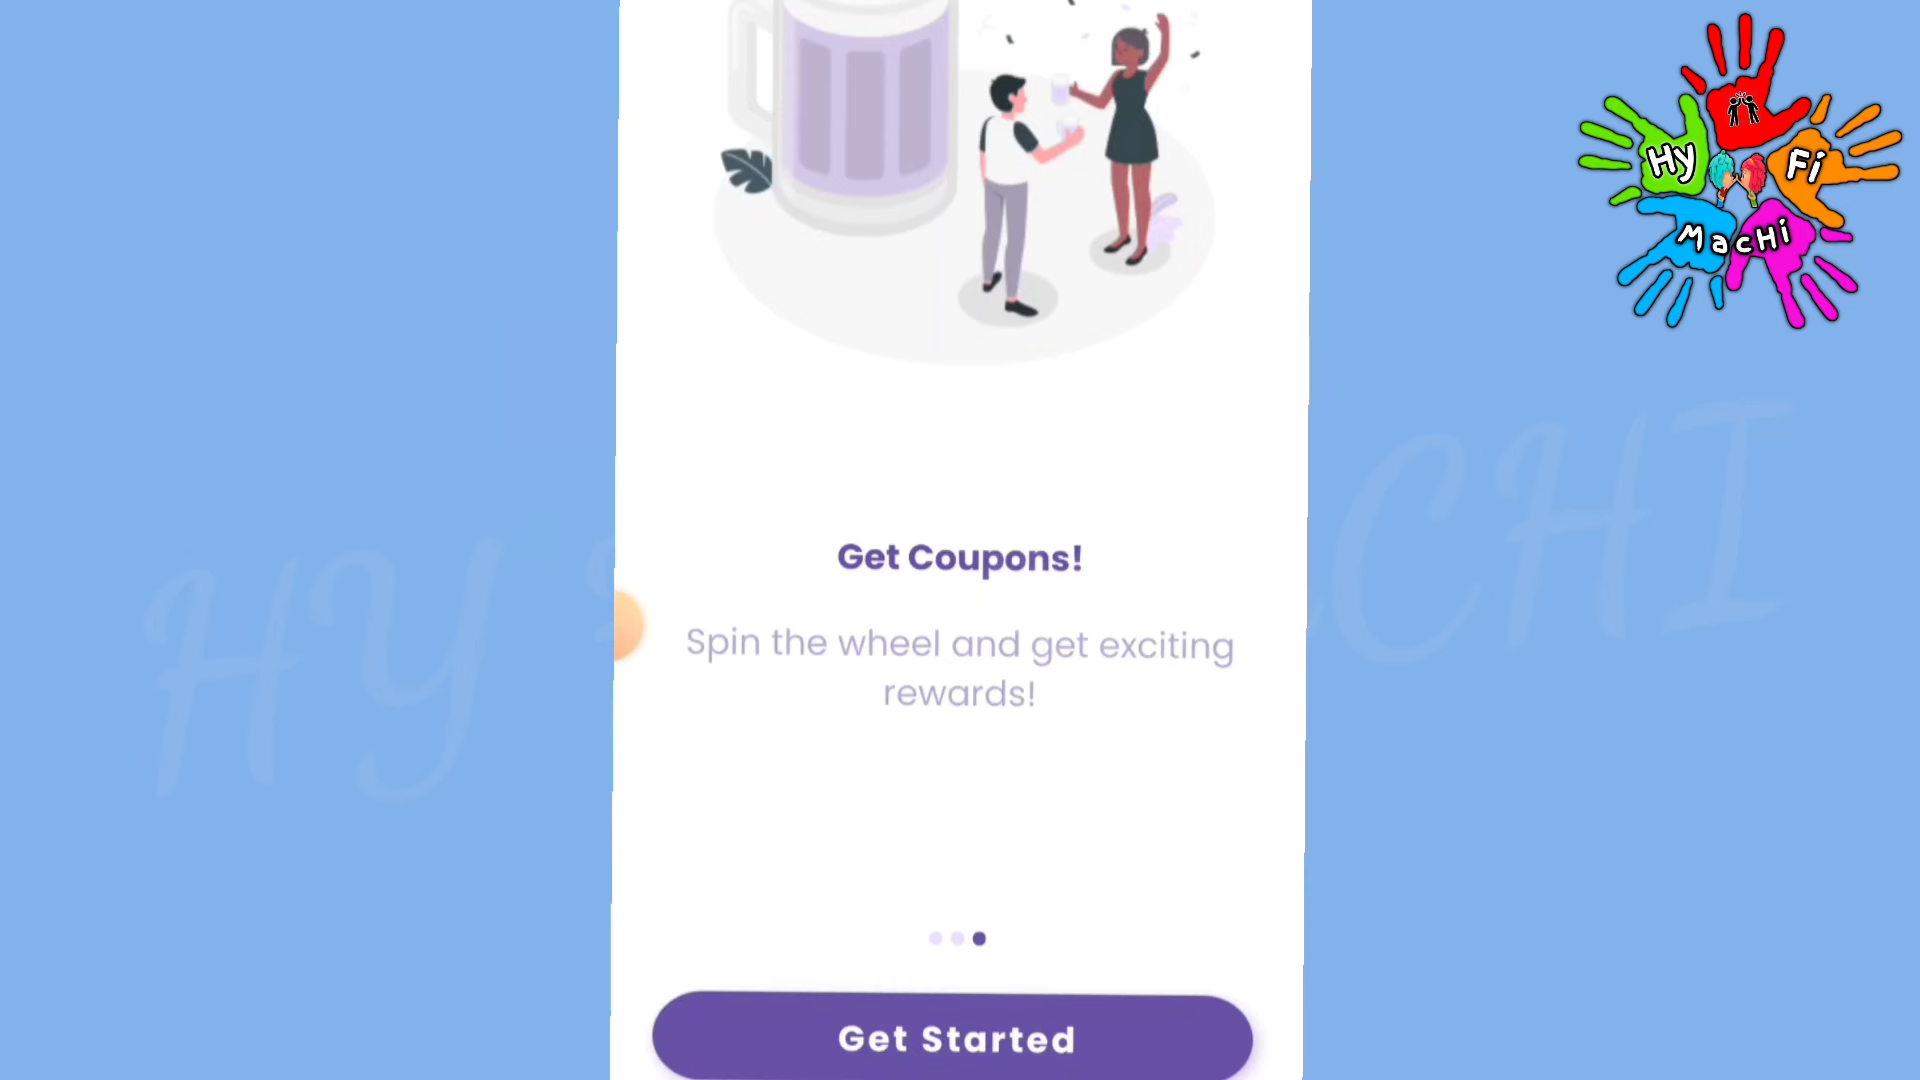 Hy
Fi
MacHi
Get Coupons!
Spin the wheel and get exciting
rewards!
Get Started